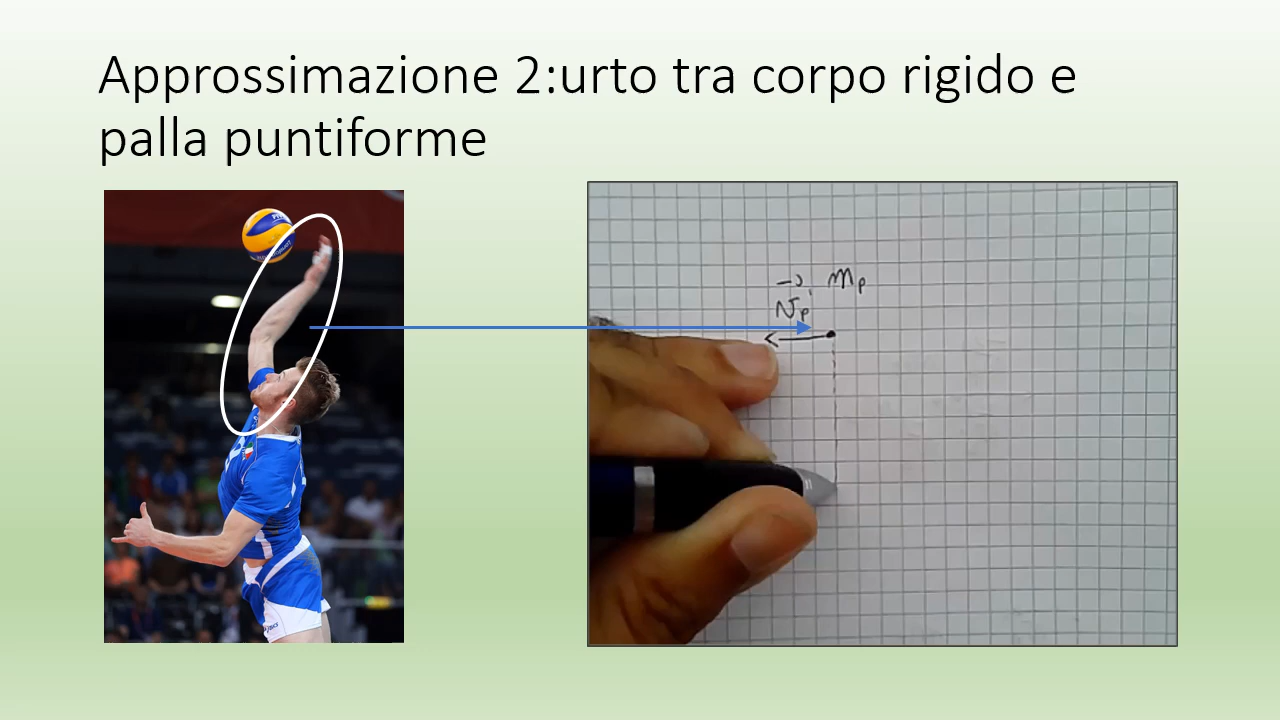 Approssimazione 2:urto tra corpo rigido e
palla puntiforme
m_p
v_p